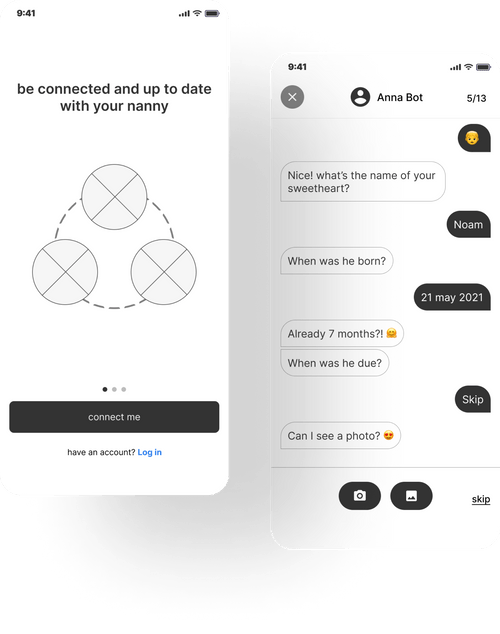 9:41
be connected and up to date
with your nanny
connect me
have an account? Log in
9:41
Anna Bot
5/13
Nice! what's the name of your
sweetheart?
Noam
When was he born?
21 may 2021
Already 7 months?! 🤗
When was he due?
Skip
Can I see a photo? 😍
skip